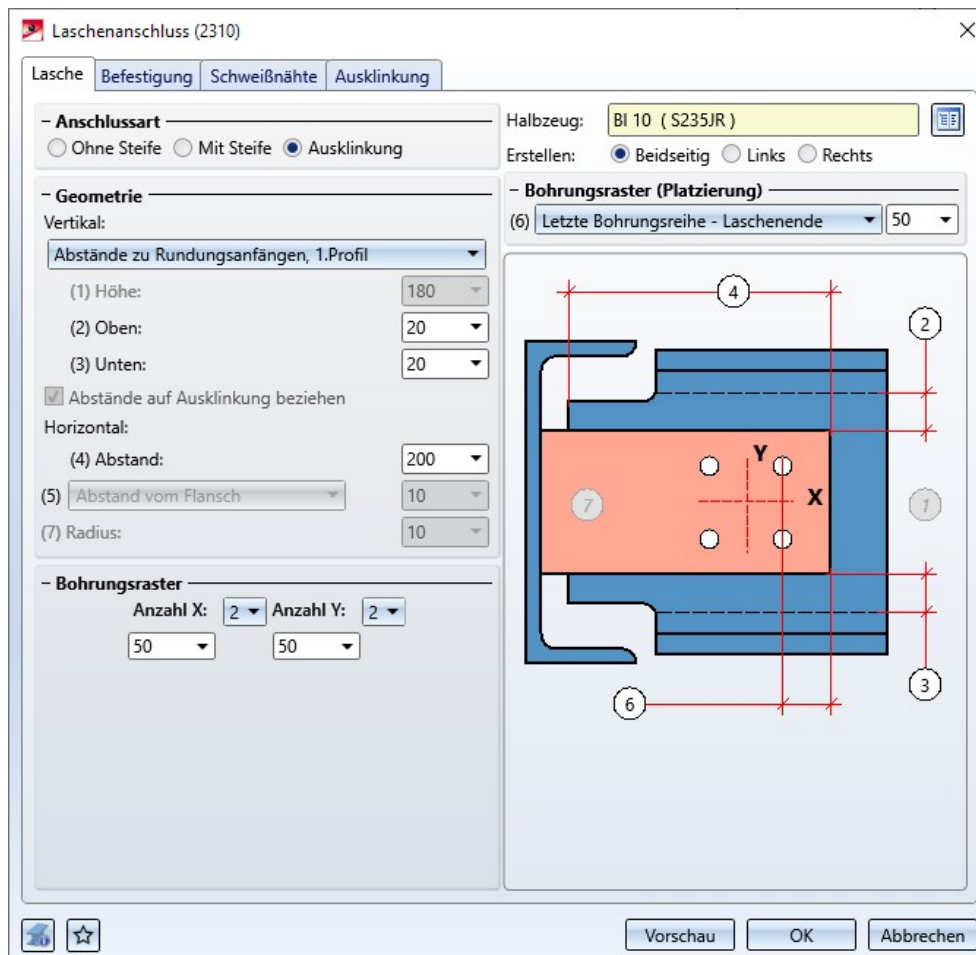 Laschenanschluss (2310)
Lasche Befestigung Schweißnähte Ausklinkung
Anschlussart
Ohne Steife Mit Steife Ausklinkung
Geometrie
Vertikal:
Abstände zu Rundungsanfängen, 1.Profil
(1) Höhe: 180
(2) Oben: 20
(3) Unten: 20
Abstände auf Ausklinkung beziehen
Horizontal:
(4) Abstand: 200
(5) Abstand vom Flansch 10
(7) Radius: 10
Bohrungsraster
Anzahl X: 2 Anzahl Y: 2
50 50
Halbzeug: BI 10 ( S235JR )
Erstellen: Beidseitig Links Rechts
Bohrungsraster (Platzierung)
(6) Letzte Bohrungsreihe - Laschenende 50
4
2
Y
X
7
1
3
6
Vorschau OK Abbrechen